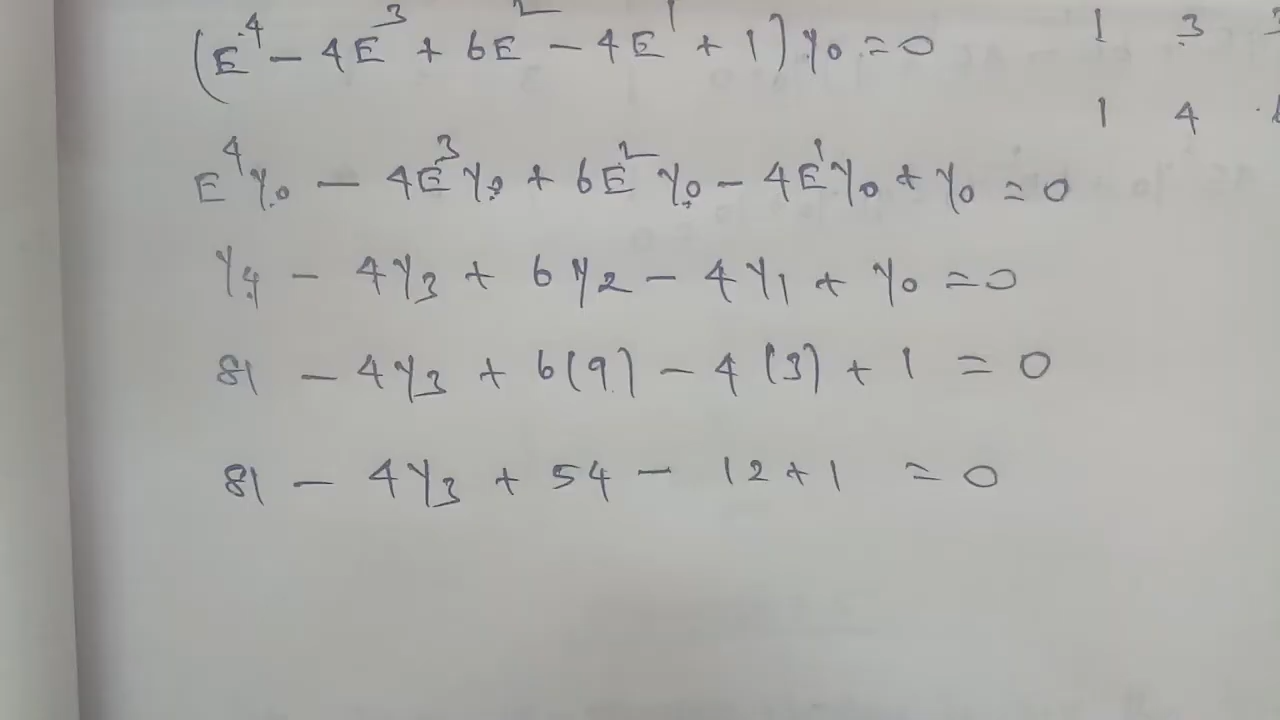 (E⁴ - 4E³ + 6E² - 4E¹ + 1) y₀ = 0
1 3
1 4
E⁴y₀ - 4E³y₀ + 6E²y₀ - 4E¹y₀ + y₀ = 0
y₄ - 4y₃ + 6y₂ - 4y₁ + y₀ = 0
81 - 4y₃ + 6(9) - 4(3) + 1 = 0
81 - 4y₃ + 54 - 12 + 1 = 0